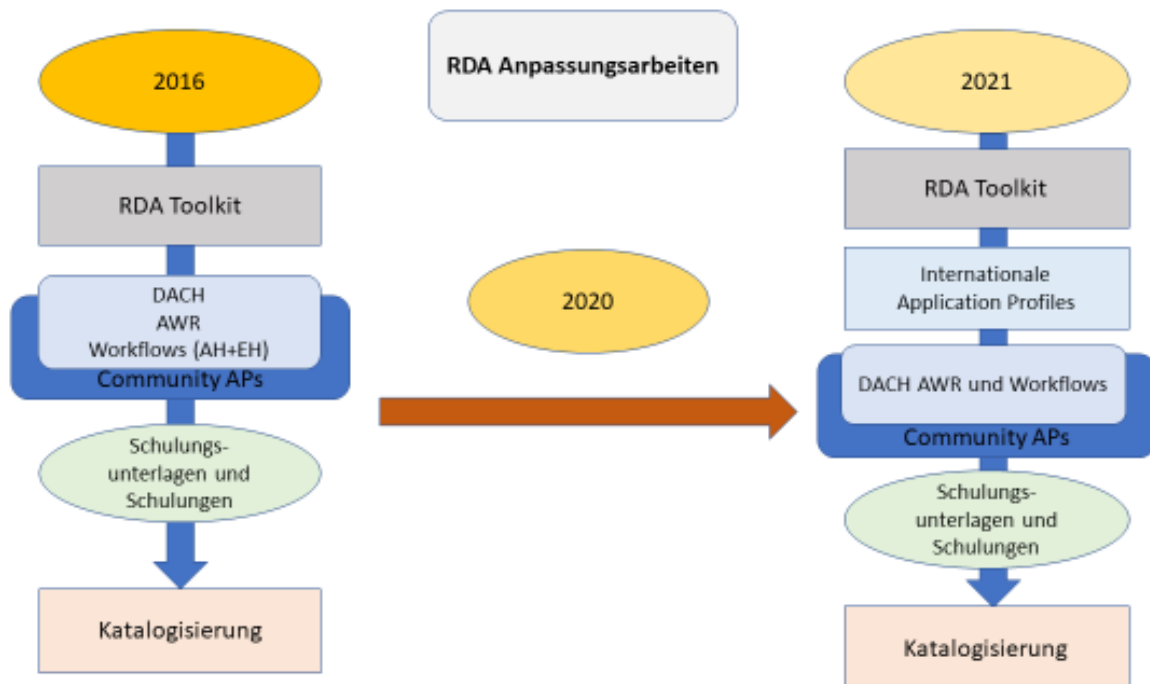 RDA Anpassungsarbeiten
2016
RDA Toolkit
DACH
AWR
Workflows (AH+EH)
Community APs
Schulungs-
unterlagen und
Schulungen
Katalogisierung
2020
2021
RDA Toolkit
Internationale
Application Profiles
DACH AWR und Workflows
Community APs
Schulungs-
unterlagen und
Schulungen
Katalogisierung